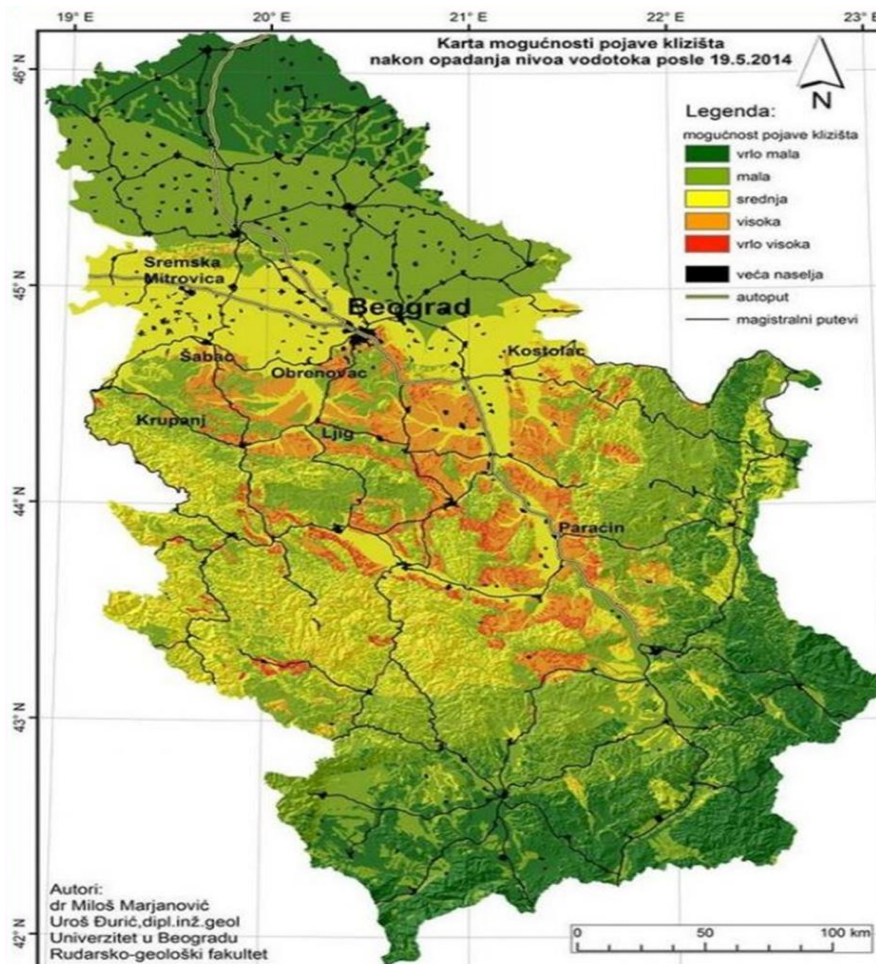 19° E
20° E
21° E
22° E
23° E
Karta mogućnosti pojave klizišta
nakon opadanja nivoa vodotoka posle 19.5.2014
N
Legenda:
mogućnost pojave klizišta
vrlo mala
mala
srednja
visoka
vrlo visoka
veća naselja
autoput
magistralni putevi
46° N
45° N
44° N
43° N
42° N
Sremska
Mitrovica
Beograd
Šabac
Obrenovac
Kostolac
Krupanj
Ljig
Paraćin
Autori:
dr Miloš Marjanović
Uroš Đurić,dipl.inž.geol
Univerzitet u Beogradu
Rudarsko-geološki fakultet
0 50 100 km